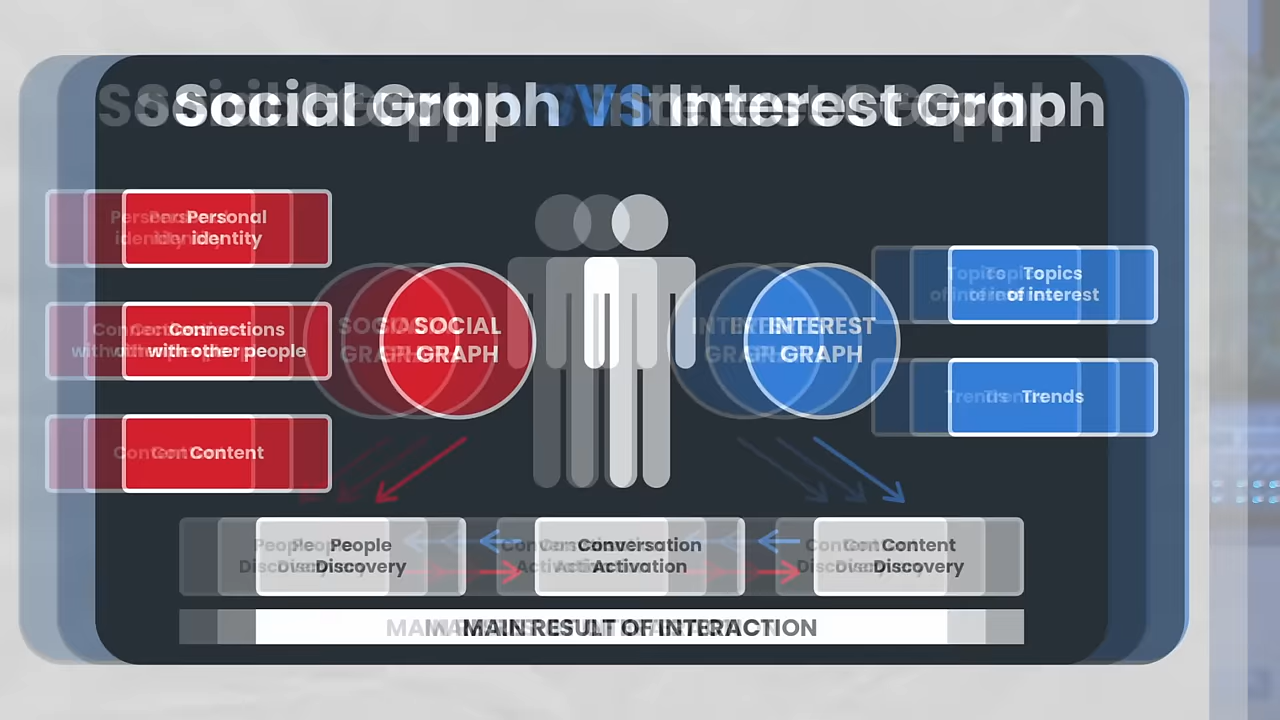 Social Graph VS Interest Graph
Personal
identity
Connections
with other people
Content
SOCIAL
GRAPH
INTEREST
GRAPH
Topics
of interest
Trends
People
Discovery
Conversation
Activation
Content
Discovery
MAIN RESULT OF INTERACTION